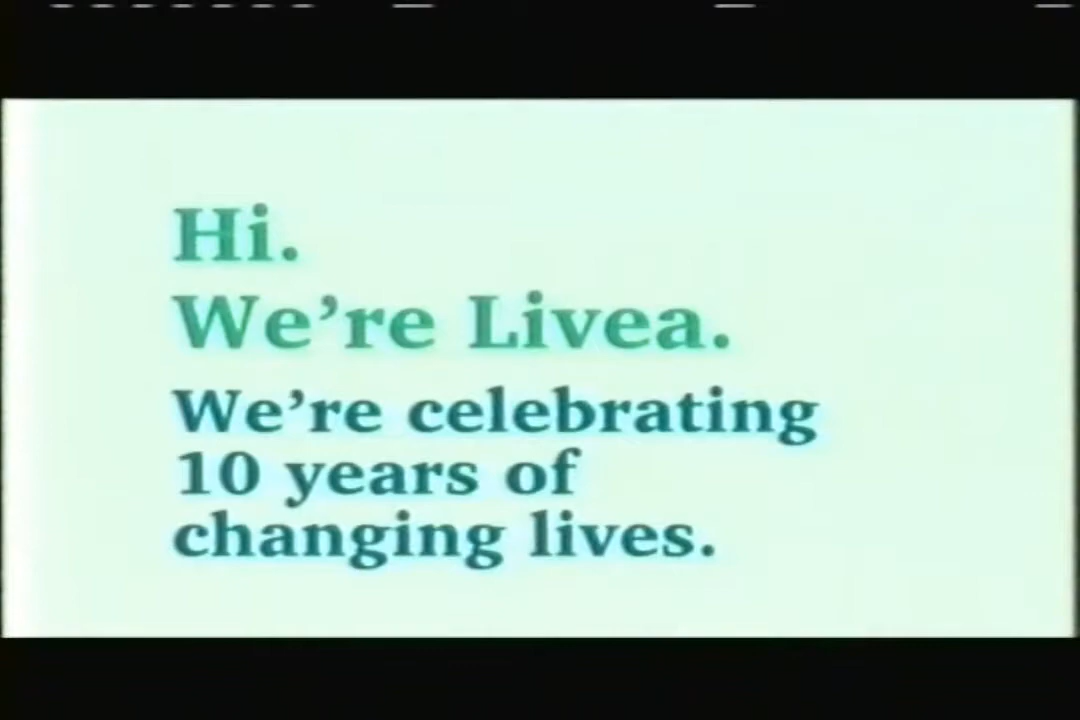 Hi.
We're Livea.
We're celebrating
10 years of
changing lives.